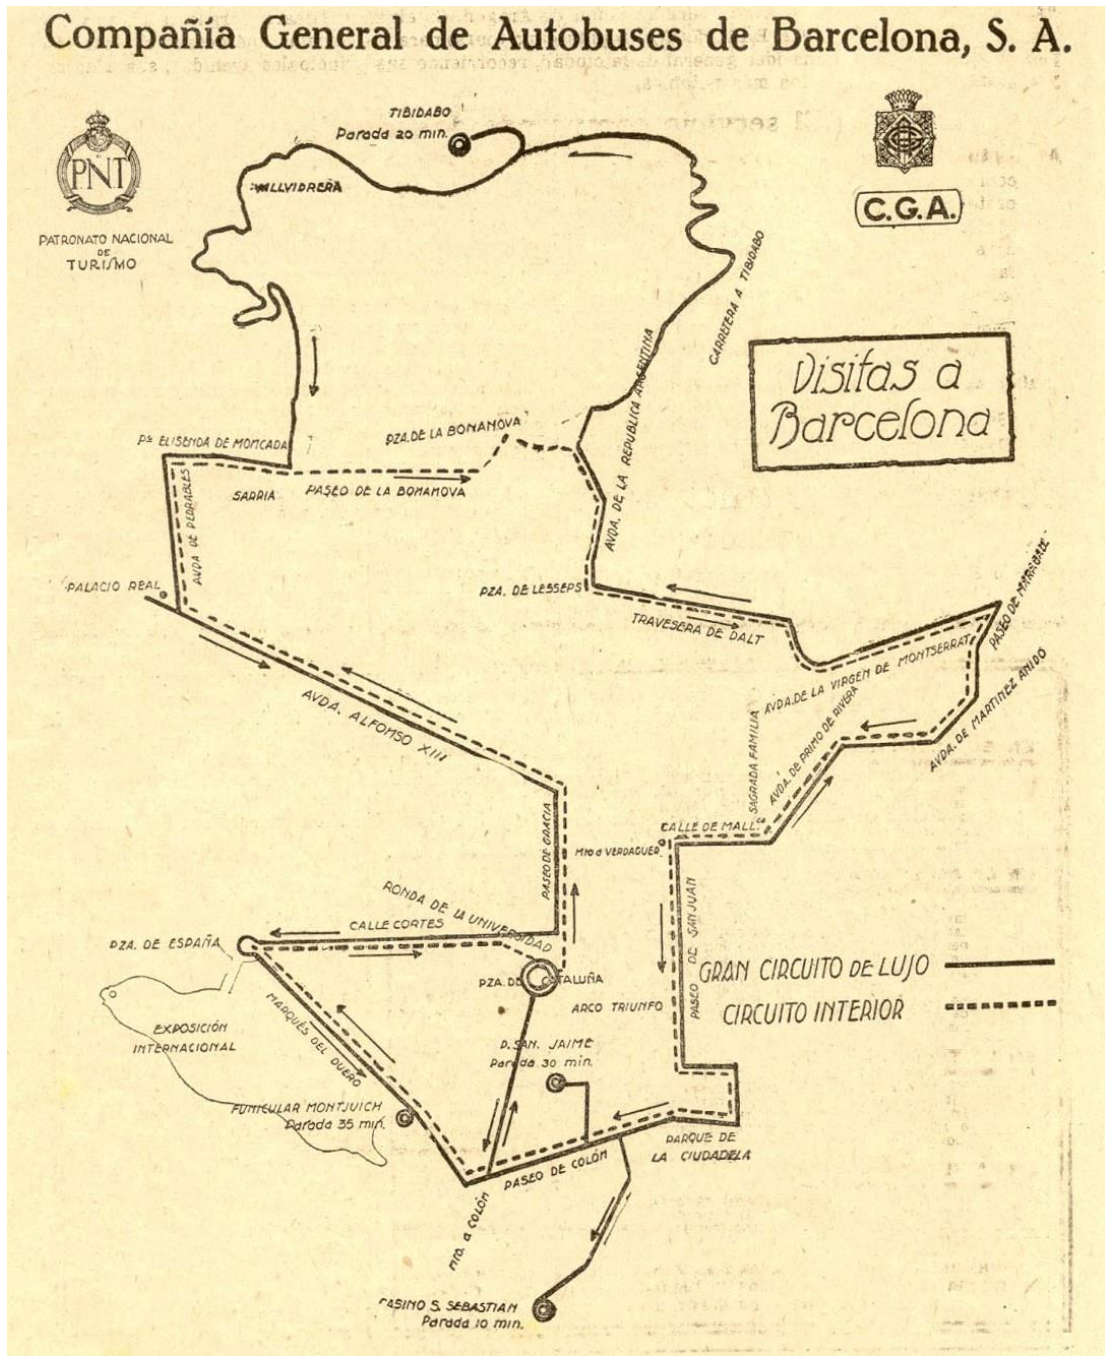 Compañía General de Autobuses de Barcelona, S. A.
TIBIDABO
Parada 20 min.
PNT
PATRONATO NACIONAL
DE
TURISMO
C.G.A.
VALLVIDRERA
CARRETERA A TIBIDABO
Visitas a
Barcelona
AVDA. DE LA REPUBLICA ARGENTINA
PZA. DE LA BONANOVA
Pº ELISENDA DE MONCADA
SARRIA
PASEO DE LA BONANOVA
AVDA DE PEDRALBES
PALACIO REAL
PZA. DE LESSEPS
TRAVESERA DE DALT
PASEO DE
AVDA. DE LA VIRGEN DE MONTSERRAT
AVDA. DE MARTINEZ ANIDO
AVDA. DE PRIMO DE RIVERA
SAGRADA FAMILIA
AVDA. ALFONSO XIII
CALLE DE MALL.ca
Mto a VERDAGUER
PASEO DE GRACIA
RONDA DE LA UNIVERSIDAD
CALLE CORTES
PZA. DE ESPAÑA
PZA. DE CATALUÑA
PASEO DE SAN JUAN
ARCO TRIUNFO
GRAN CIRCUITO DE LUJO
CIRCUITO INTERIOR
EXPOSICIÓN
INTERNACIONAL
MARQUÉS DEL DUERO
P. SAN. JAIME
Parada 30 min.
FUNICULAR MONTJUICH
Parada 35 min.
PARQUE DE
LA CIUDADELA
PASEO DE COLÓN
Mto. a COLÓN
CASINO S. SEBASTIAN
Parada 10 min.